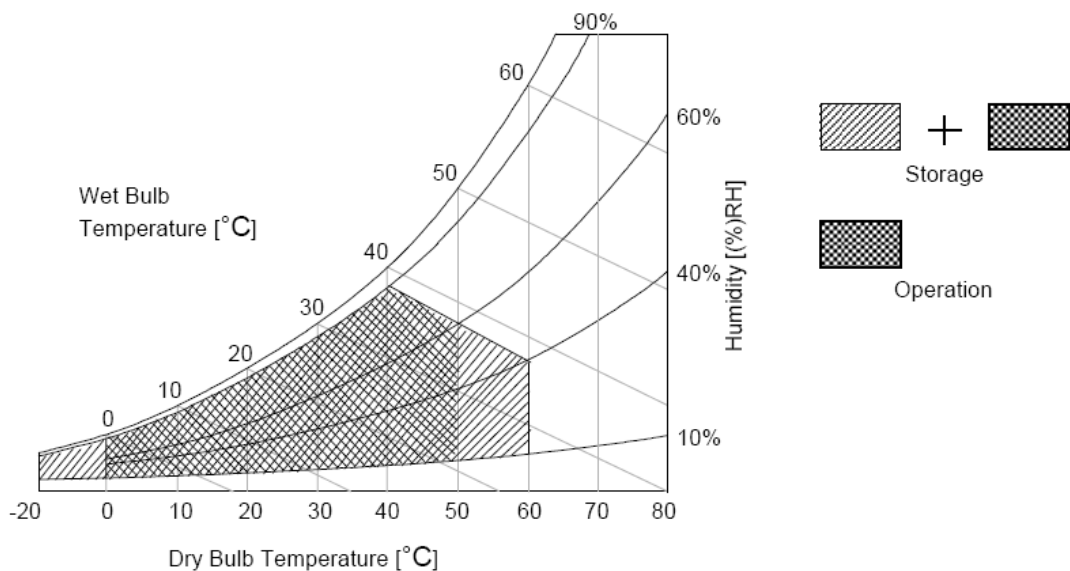 90%
60
60%
50
Wet Bulb
Temperature [°C]
Storage
40
40%
Humidity [(%)RH]
Operation
30
20
10
0
10%
-20 0 10 20 30 40 50 60 70 80
Dry Bulb Temperature [°C]